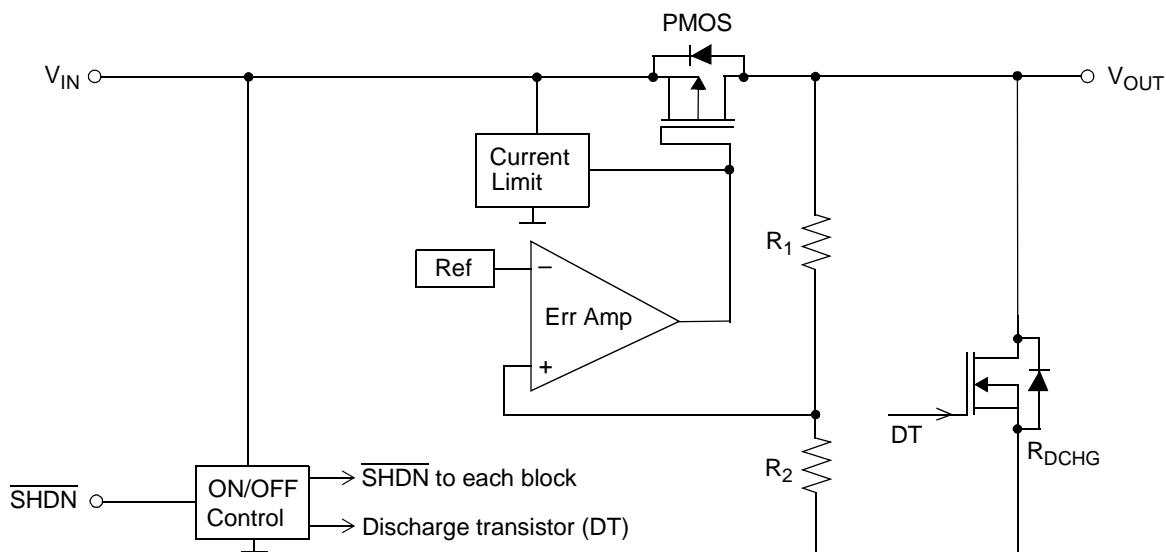 PMOS
V_IN
V_OUT
Current
Limit
R_1
Ref
−
Err Amp
+
DT
R_DCHG
R_2
SHDN
ON/OFF
Control
SHDN to each block
Discharge transistor (DT)